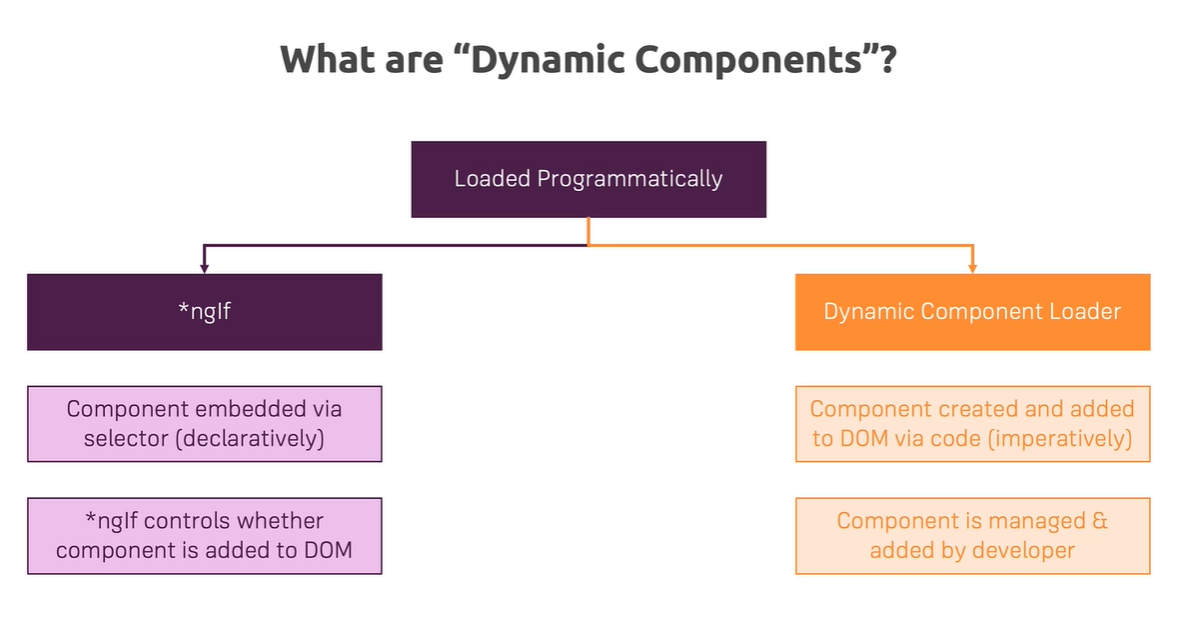 What are “Dynamic Components”?
Loaded Programmatically
*ngIf
Dynamic Component Loader
Component embedded via
selector (declaratively)
Component created and added
to DOM via code (imperatively)
*ngIf controls whether
component is added to DOM
Component is managed &
added by developer